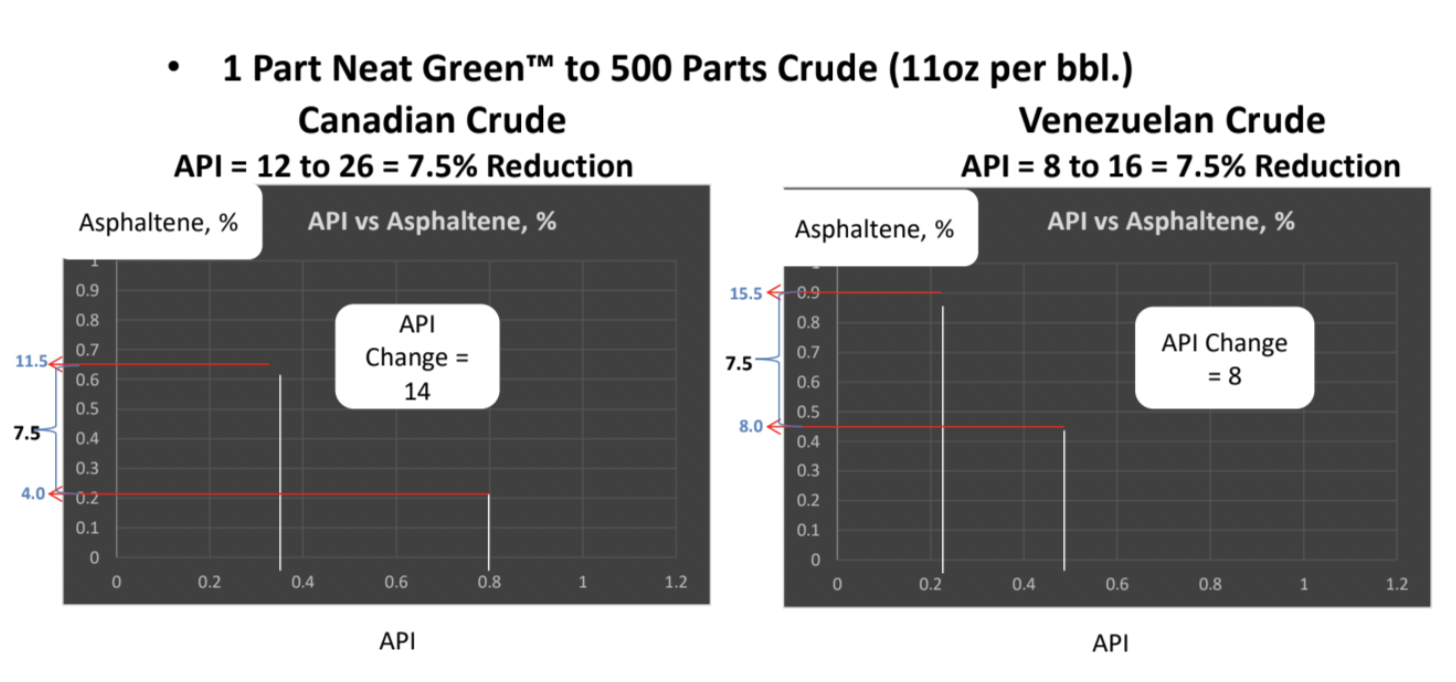 • 1 Part Neat Green™ to 500 Parts Crude (11oz per bbl.)
Canadian Crude
API = 12 to 26 = 7.5% Reduction
Asphaltene, %
API vs Asphaltene, %
1
0.9
0.8
0.7
0.6
0.5
0.4
0.3
0.2
0.1
0
11.5
7.5
4.0
API
Change =
14
0 0.2 0.4 0.6 0.8 1 1.2
API
Venezuelan Crude
API = 8 to 16 = 7.5% Reduction
Asphaltene, %
API vs Asphaltene, %
0.9
0.8
0.7
0.6
0.5
0.4
0.3
0.2
0.1
0
15.5
7.5
8.0
API Change
= 8
0 0.2 0.4 0.6 0.8 1 1.2
API